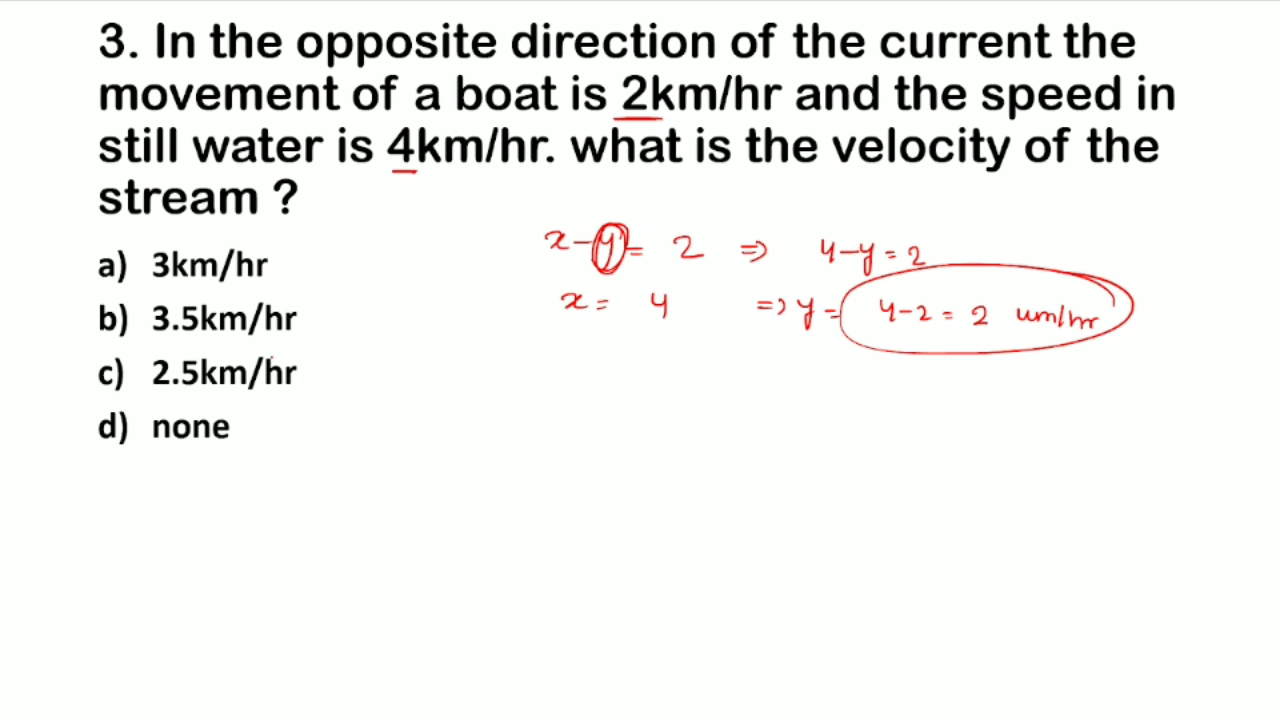 3. In the opposite direction of the current the
movement of a boat is 2km/hr and the speed in
still water is 4km/hr. what is the velocity of the
stream ?
x-y = 2 ⇒ 4-y = 2
a) 3km/hr
x = 4 ⇒ y = 4-2 = 2 km/hr
b) 3.5km/hr
c) 2.5km/hr
d) none